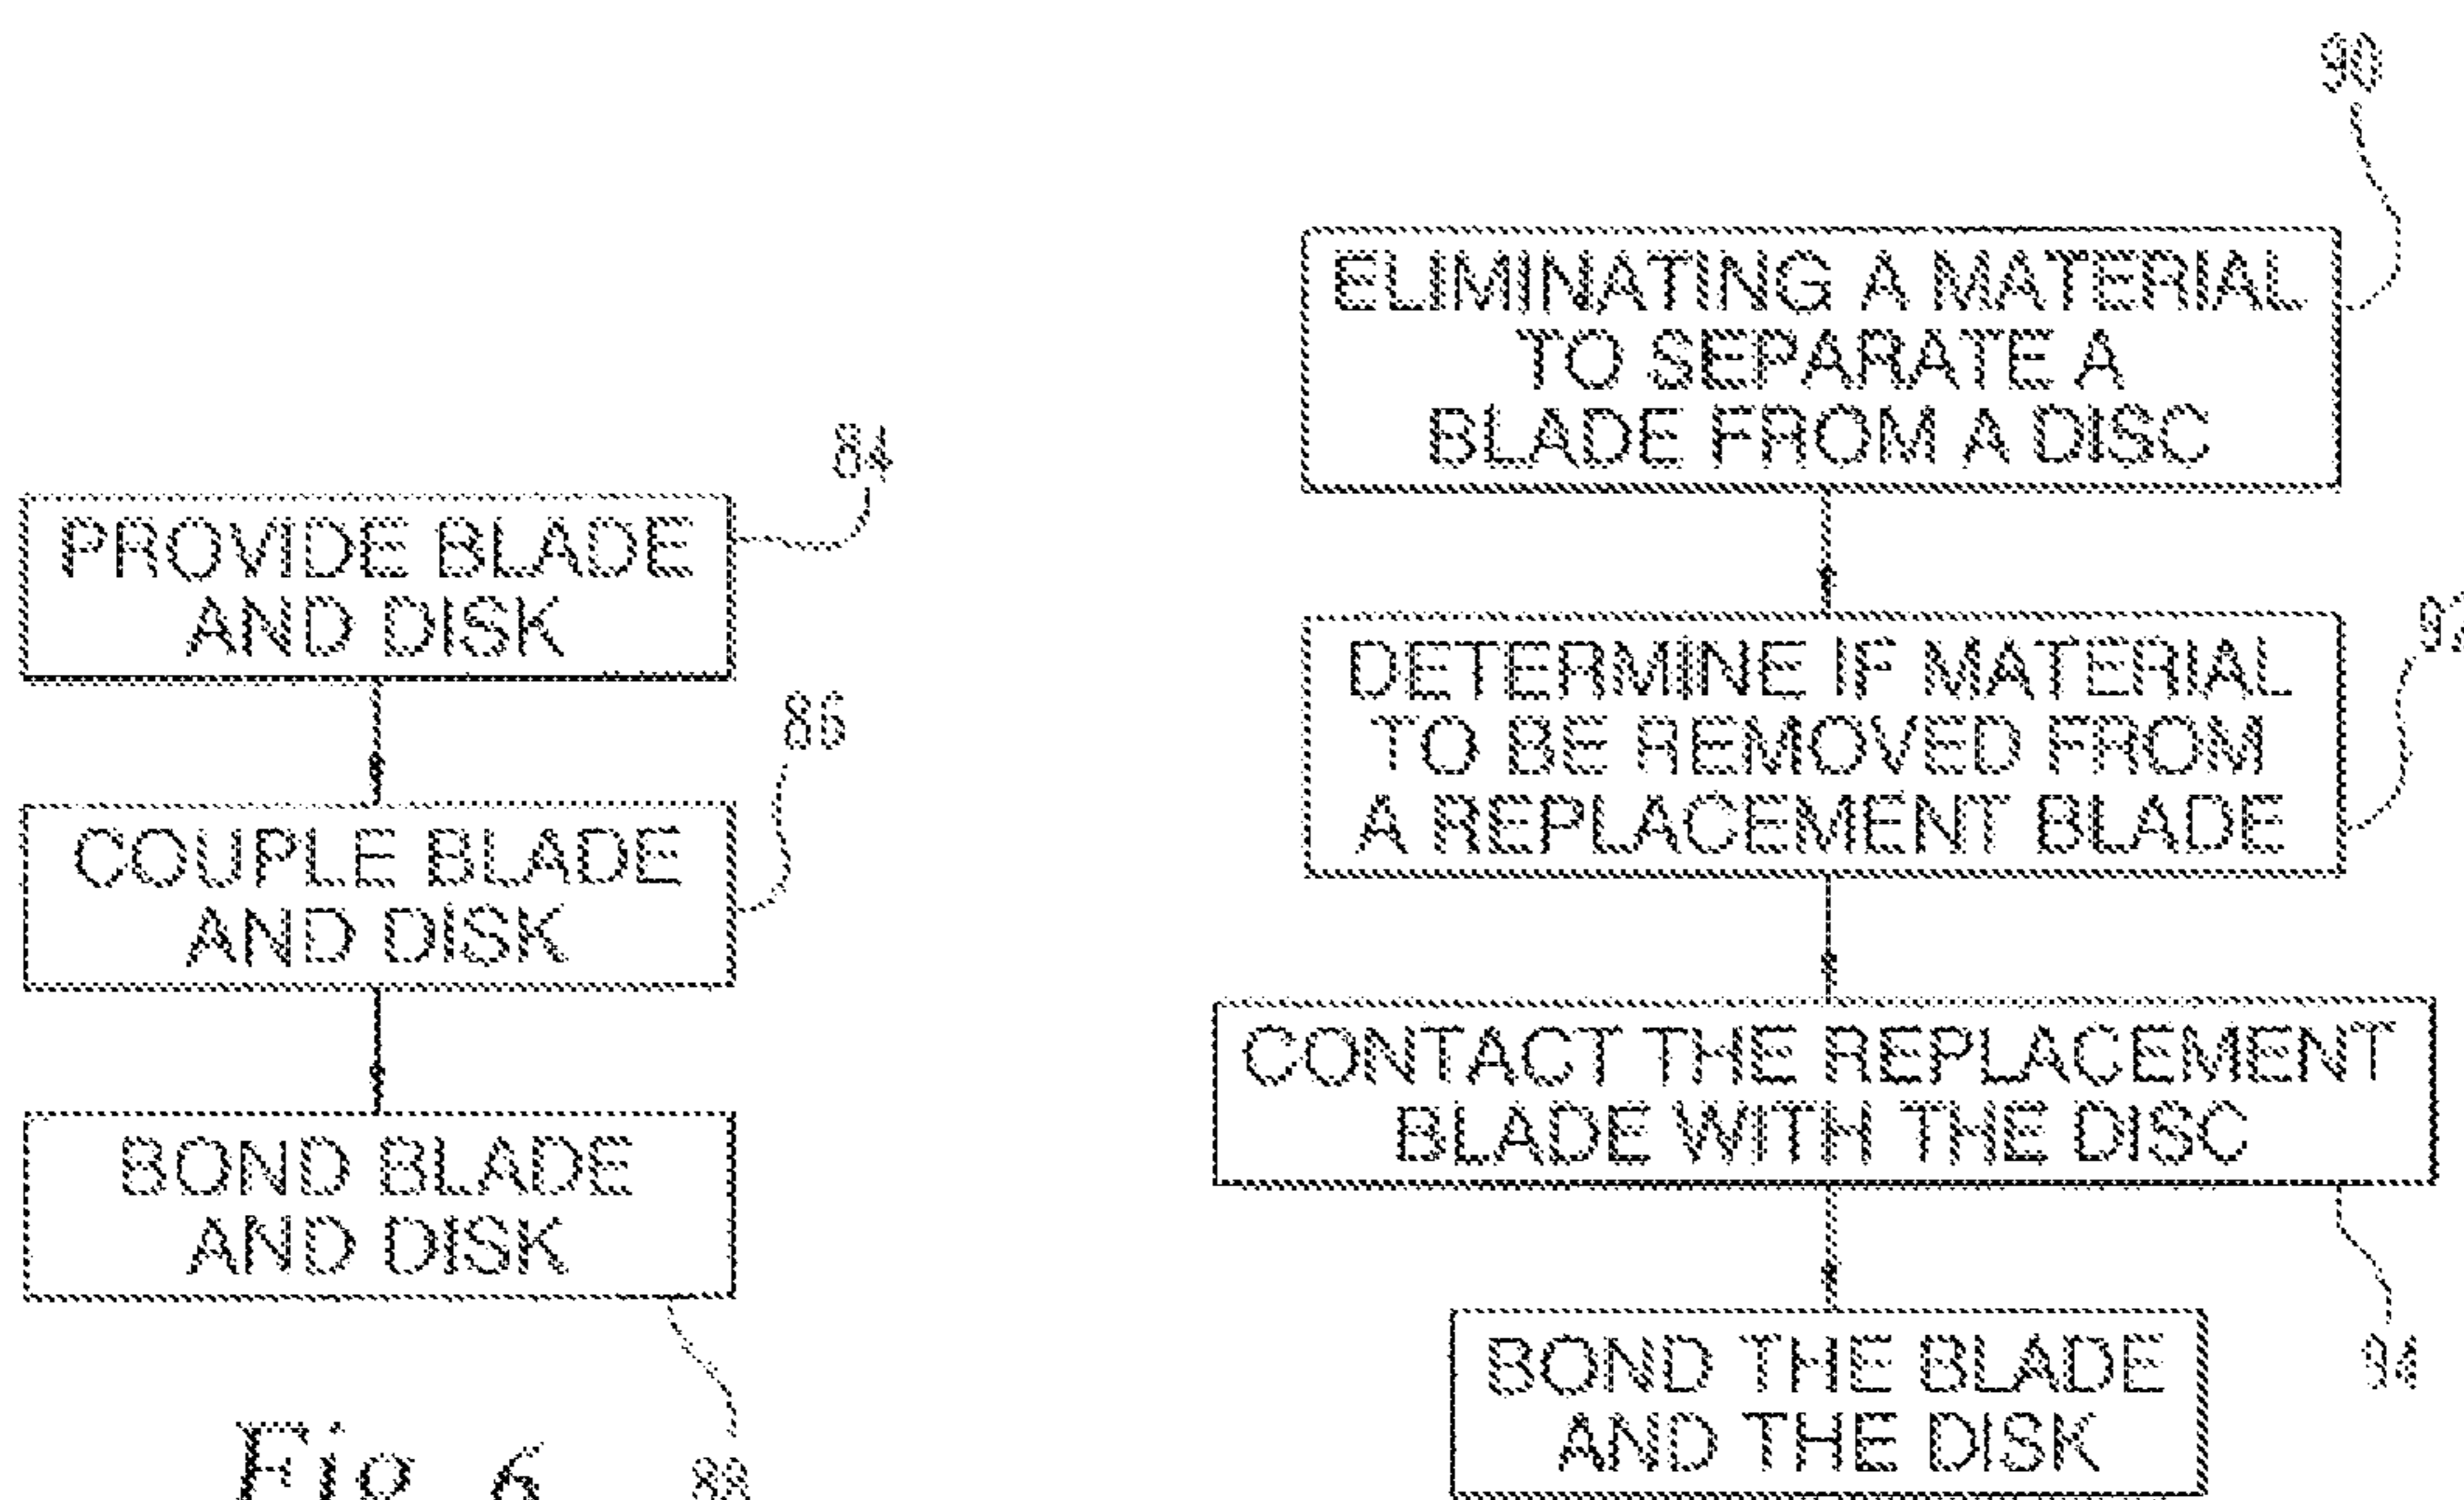 84
PROVIDE BLADE
AND DISK
86
COUPLE BLADE
AND DISK
BOND BLADE
AND DISK
88
Fig. 6
90
ELIMINATING A MATERIAL
TO SEPARATE A
BLADE FROM A DISC
DETERMINE IF MATERIAL
TO BE REMOVED FROM
A REPLACEMENT BLADE
CONTACT THE REPLACEMENT
BLADE WITH THE DISC
94
BOND THE BLADE
AND THE DISK